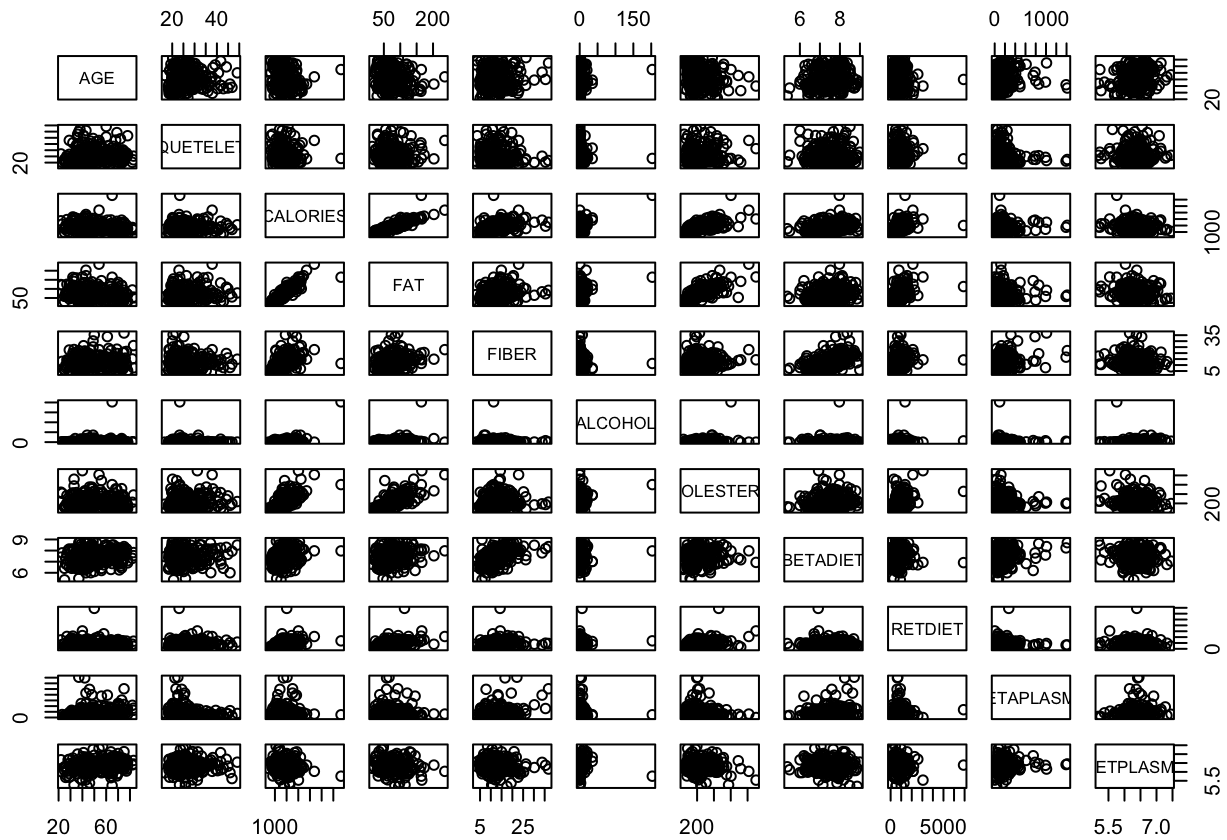 20 40 50 200 0 150 6 8 0 1000
AGE
20
QUETELET
20
CALORIES
1000
FAT
50
FIBER
5 35
ALCOHOL
0
OLESTER
200
BETADIET
6 9
RETDIET
0
ETAPLASM
0
ETPLASM
5.5
20 60 1000 5 25 200 0 5000 5.5 7.0